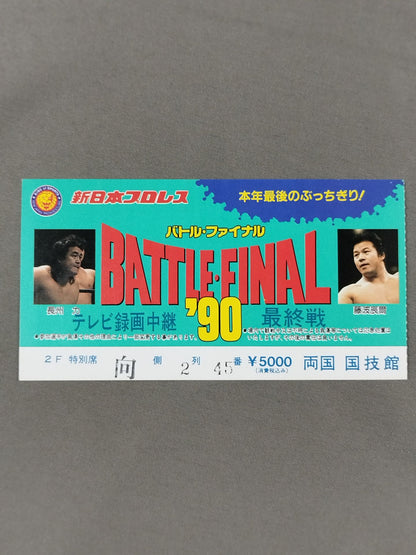 新日本プロレス
本年最後のぶっちぎり!
バトル・ファイナル
BATTLE・FINAL
'90
長州 力
藤波辰爾
テレビ録画中継
最終戦
2F 特別席 向 側 2 列 45番 ¥5000 両国 国技館
(消費税込み)